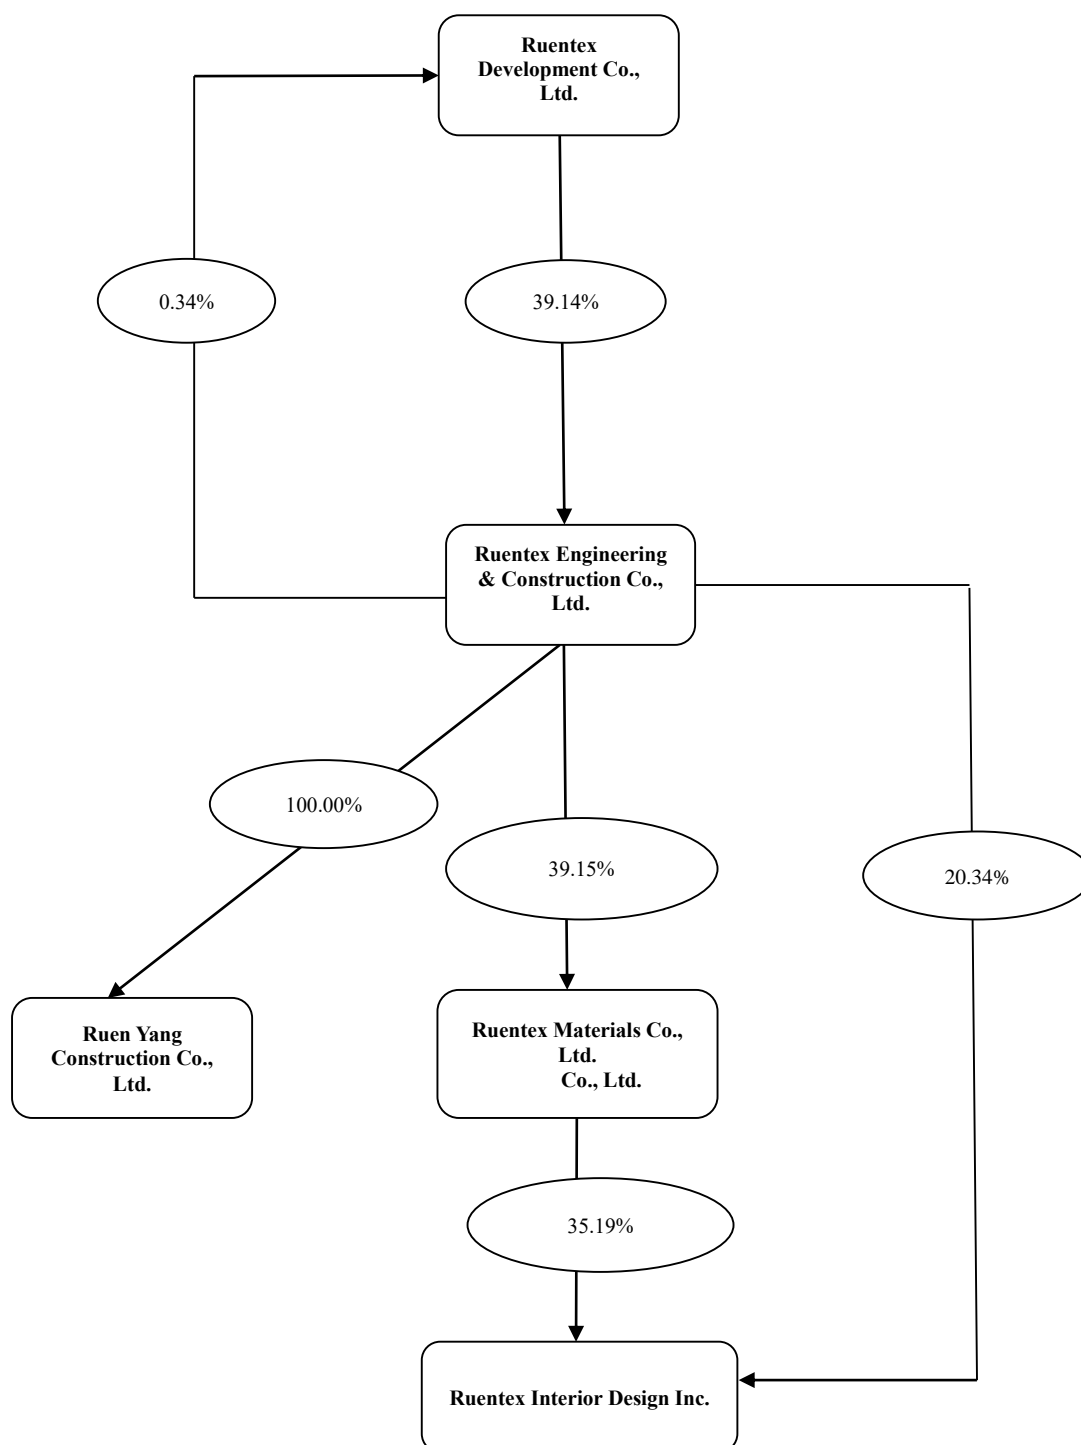 Ruentex
Development Co.,
Ltd.
0.34%
39.14%
Ruentex Engineering
& Construction Co.,
Ltd.
100.00%
39.15%
20.34%
Ruen Yang
Construction Co.,
Ltd.
Ruentex Materials Co.,
Ltd.
Co., Ltd.
35.19%
Ruentex Interior Design Inc.